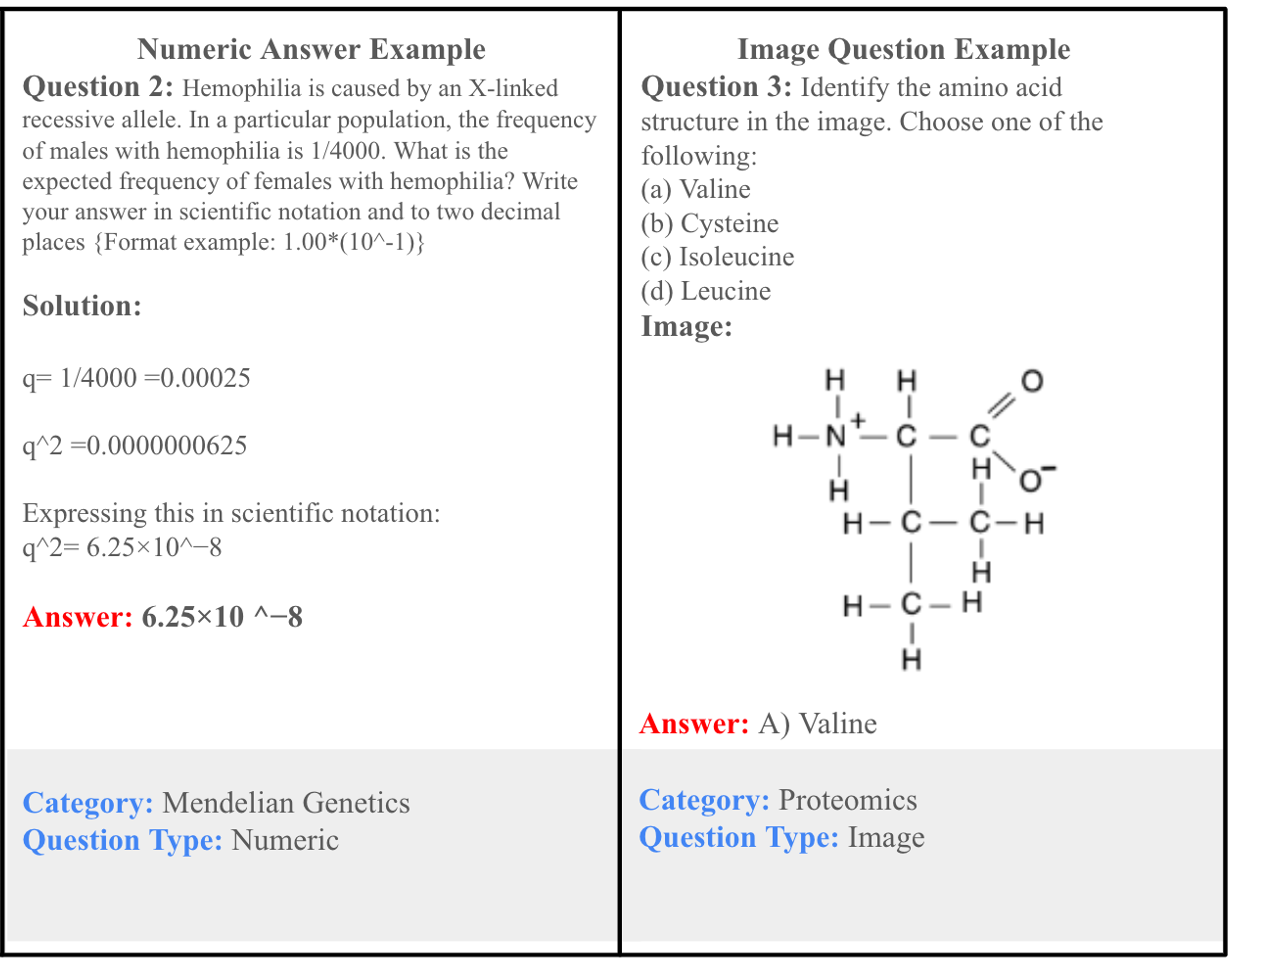 Numeric Answer Example
Question 2: Hemophilia is caused by an X-linked
recessive allele. In a particular population, the frequency
of males with hemophilia is 1/4000. What is the
expected frequency of females with hemophilia? Write
your answer in scientific notation and to two decimal
places {Format example: 1.00*(10^-1)}
Solution:
q= 1/4000 =0.00025
q^2 =0.0000000625
Expressing this in scientific notation:
q^2= 6.25×10^−8
Answer: 6.25×10 ^−8
Category: Mendelian Genetics
Question Type: Numeric
Image Question Example
Question 3: Identify the amino acid
structure in the image. Choose one of the
following:
(a) Valine
(b) Cysteine
(c) Isoleucine
(d) Leucine
Image:
H H O
H–N+–C–C
H O−
H
H–C–C–H
H
H–C–H
H
Answer: A) Valine
Category: Proteomics
Question Type: Image